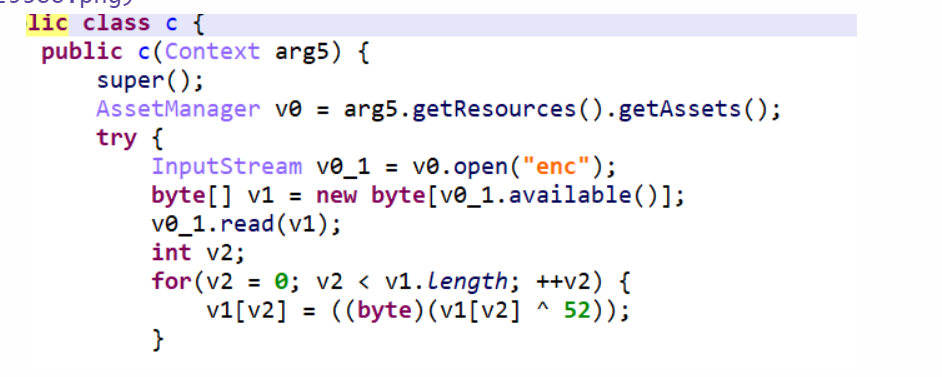 lic class c {
public c(Context arg5) {
super();
AssetManager v0 = arg5.getResources().getAssets();
try {
InputStream v0_1 = v0.open("enc");
byte[] v1 = new byte[v0_1.available()];
v0_1.read(v1);
int v2;
for(v2 = 0; v2 < v1.length; ++v2) {
v1[v2] = ((byte)(v1[v2] ^ 52));
}